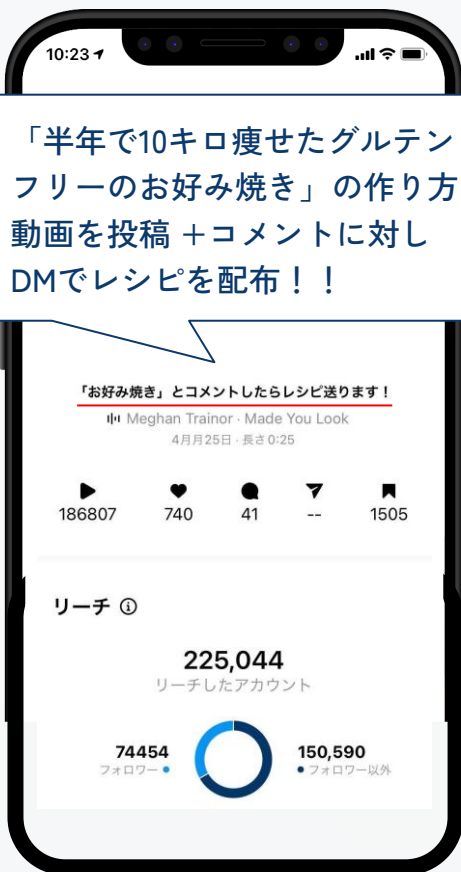 10:23
「半年で10キロ痩せたグルテン
フリーのお好み焼き」の作り方
動画を投稿 ＋コメントに対し
DMでレシピを配布！！
「お好み焼き」とコメントしたらレシピ送ります！
Meghan Trainor · Made You Look
4月月25日 · 長さ0:25
186807 740 41 -- 1505
リーチ
225,044
リーチしたアカウント
74454 150,590
フォロワー フォロワー以外